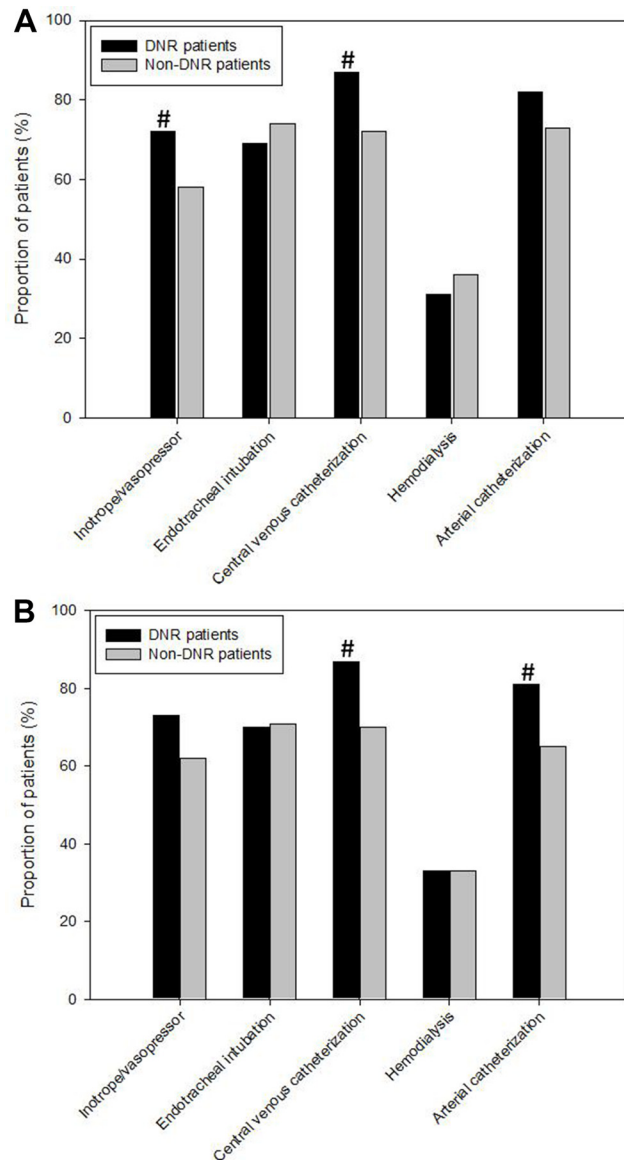 A
100
80
60
40
20
0
Proportion of patients (%)
DNR patients
Non-DNR patients
#
#
Inotrope/vasopressor
Endotracheal intubation
Central venous catheterization
Hemodialysis
Arterial catheterization
B
100
80
60
40
20
0
Proportion of patients (%)
DNR patients
Non-DNR patients
#
#
Inotrope/vasopressor
Endotracheal intubation
Central venous catheterization
Hemodialysis
Arterial catheterization